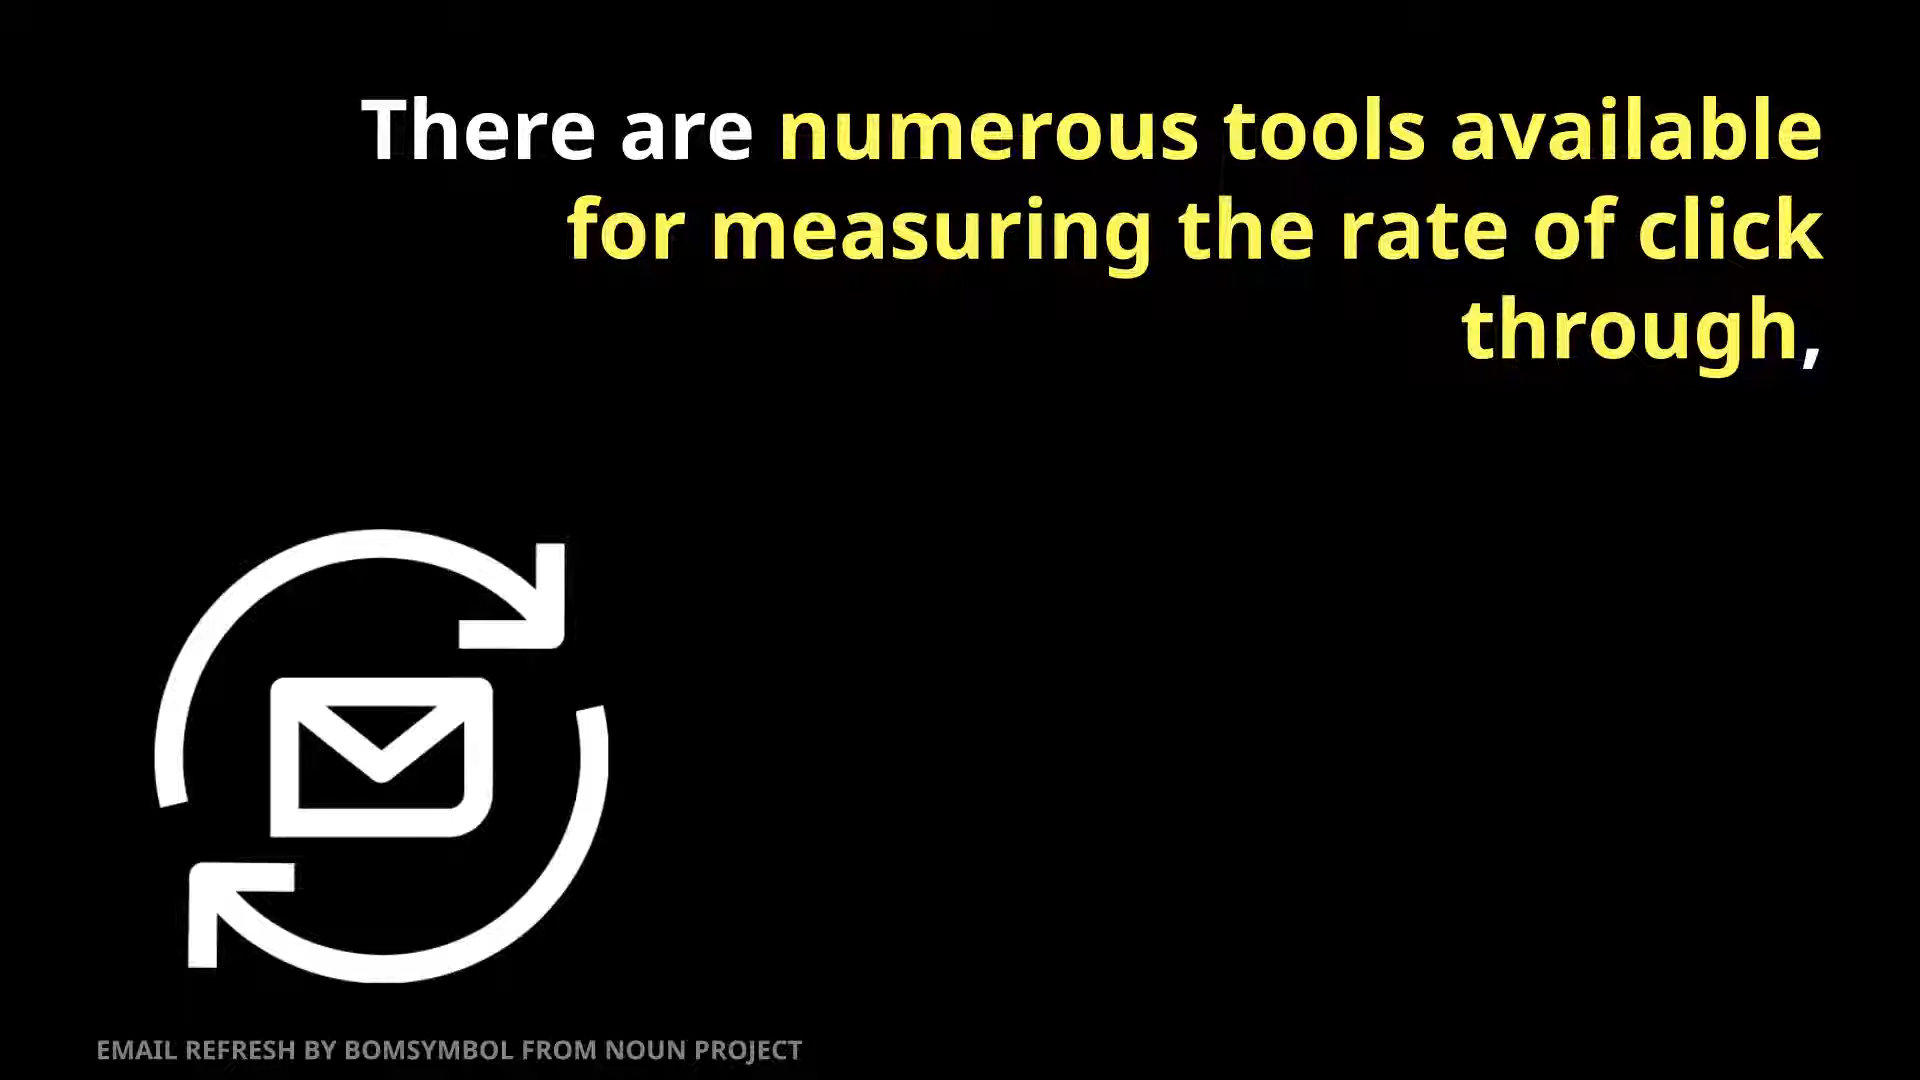 There are numerous tools available
for measuring the rate of click
through,
EMAIL REFRESH BY BOMSYMBOL FROM NOUN PROJECT